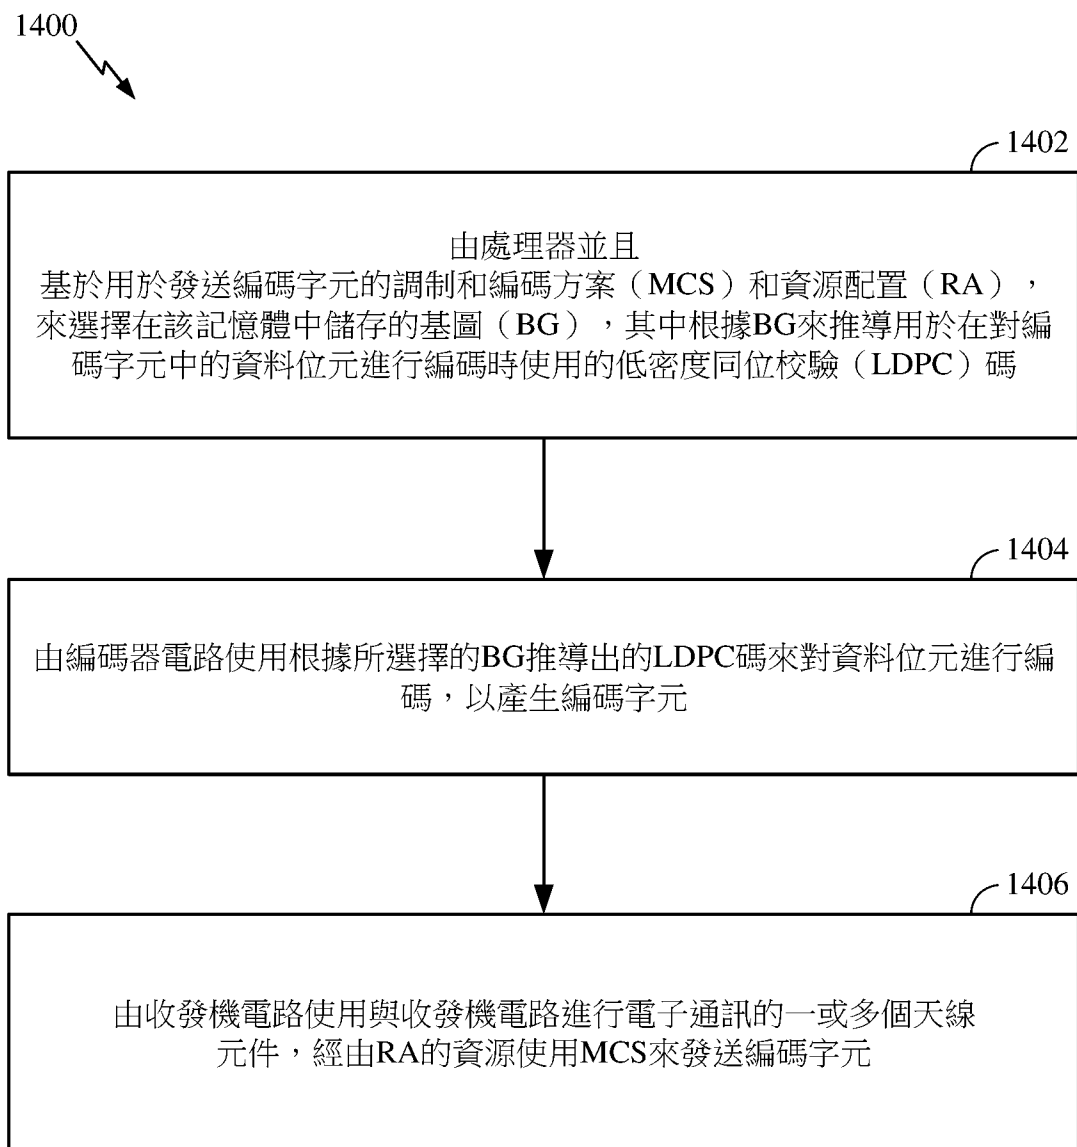 1400
1402
由處理器並且
基於用於發送編碼字元的調制和編碼方案（MCS）和資源配置（RA），
來選擇在該記憶體中儲存的基圖（BG），其中根據BG來推導用於在對編
碼字元中的資料位元進行編碼時使用的低密度同位校驗（LDPC）碼
1404
由編碼器電路使用根據所選擇的BG推導出的LDPC碼來對資料位元進行編
碼，以產生編碼字元
1406
由收發機電路使用與收發機電路進行電子通訊的一或多個天線
元件，經由RA的資源使用MCS來發送編碼字元